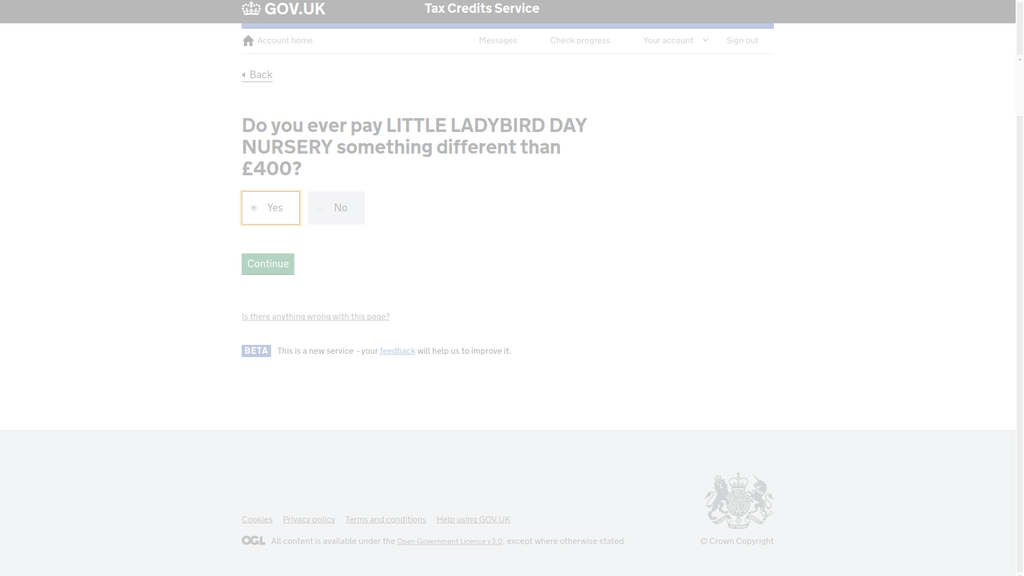 GOV.UK
Tax Credits Service
Account home
Messages
Check progress
Your account
Sign out
Back
Do you ever pay LITTLE LADYBIRD DAY
NURSERY something different than
£400?
Yes
No
Continue
Is there anything wrong with this page?
BETA This is a new service - your feedback will help us to improve it.
Cookies Privacy policy Terms and conditions Help using GOV.UK
OGL All content is available under the Open Government Licence v3.0, except where otherwise stated
© Crown Copyright